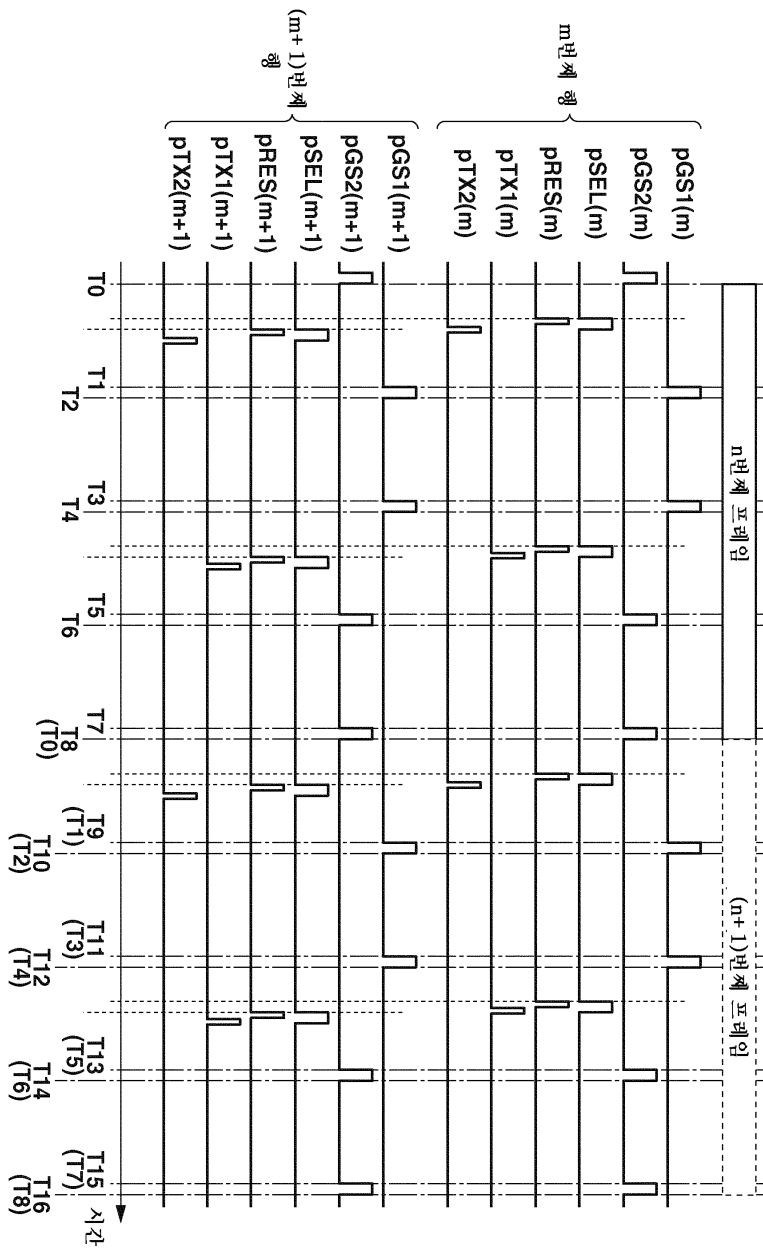 n번째 프레임
(n+1)번째 프레임
m번째 행
pGS1(m)
pGS2(m)
pSEL(m)
pRES(m)
pTX1(m)
pTX2(m)
(m+1)번째
행
pGS1(m+1)
pGS2(m+1)
pSEL(m+1)
pRES(m+1)
pTX1(m+1)
pTX2(m+1)
T0
T1
T2
T3
T4
T5
T6
T7
T8
(T0)
T9
(T1)
T10
(T2)
T11
(T3)
T12
(T4)
T13
(T5)
T14
(T6)
T15
(T7)
T16
(T8)
시간